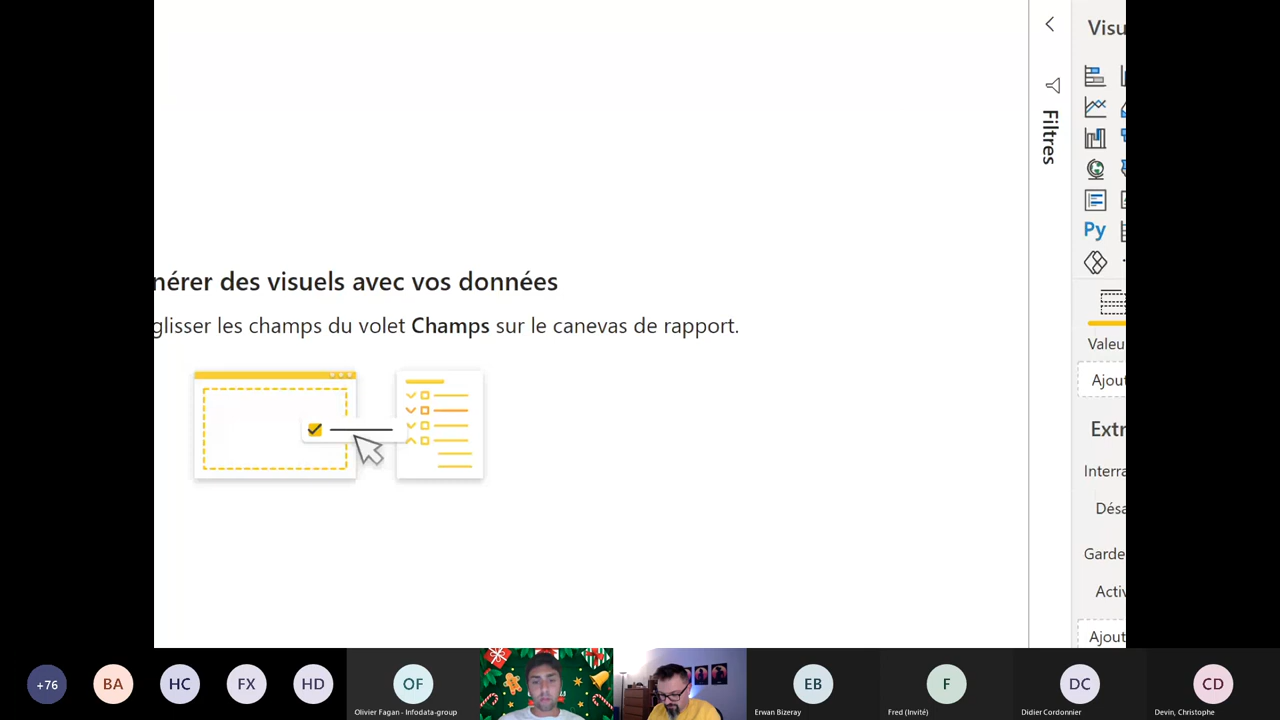 Visu
Filtres
nérer des visuels avec vos données
glisser les champs du volet Champs sur le canevas de rapport.
Py
Valeu
Ajout
Extr
Interra
Désa
Garde
Activ
Ajout
+76
BA
HC
FX
HD
OF
EB
F
DC
CD
Olivier Fagan - Infodata-group
Erwan Bizeray
Fred (Invité)
Didier Cordonnier
Devin, Christophe